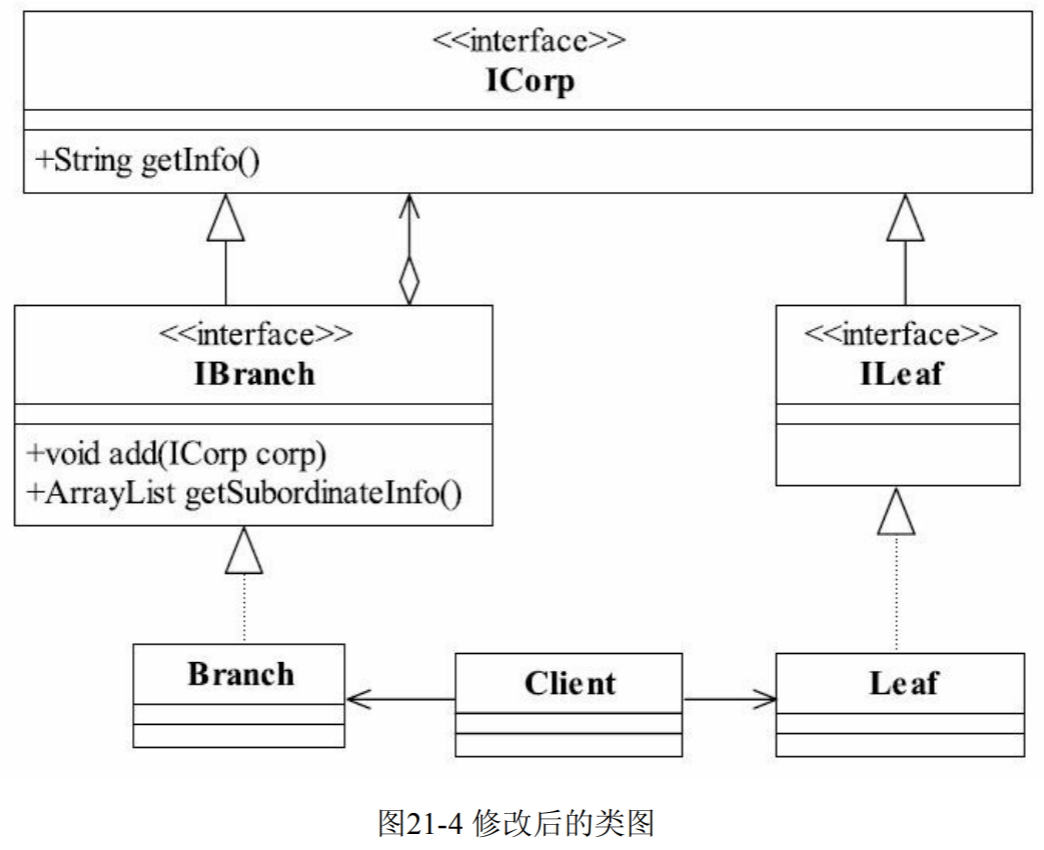 <<interface>>
ICorp
+String getInfo()
<<interface>>
IBranch
+void add(ICorp corp)
+ArrayList getSubordinateInfo()
<<interface>>
ILeaf
Branch
Client
Leaf
图21-4 修改后的类图